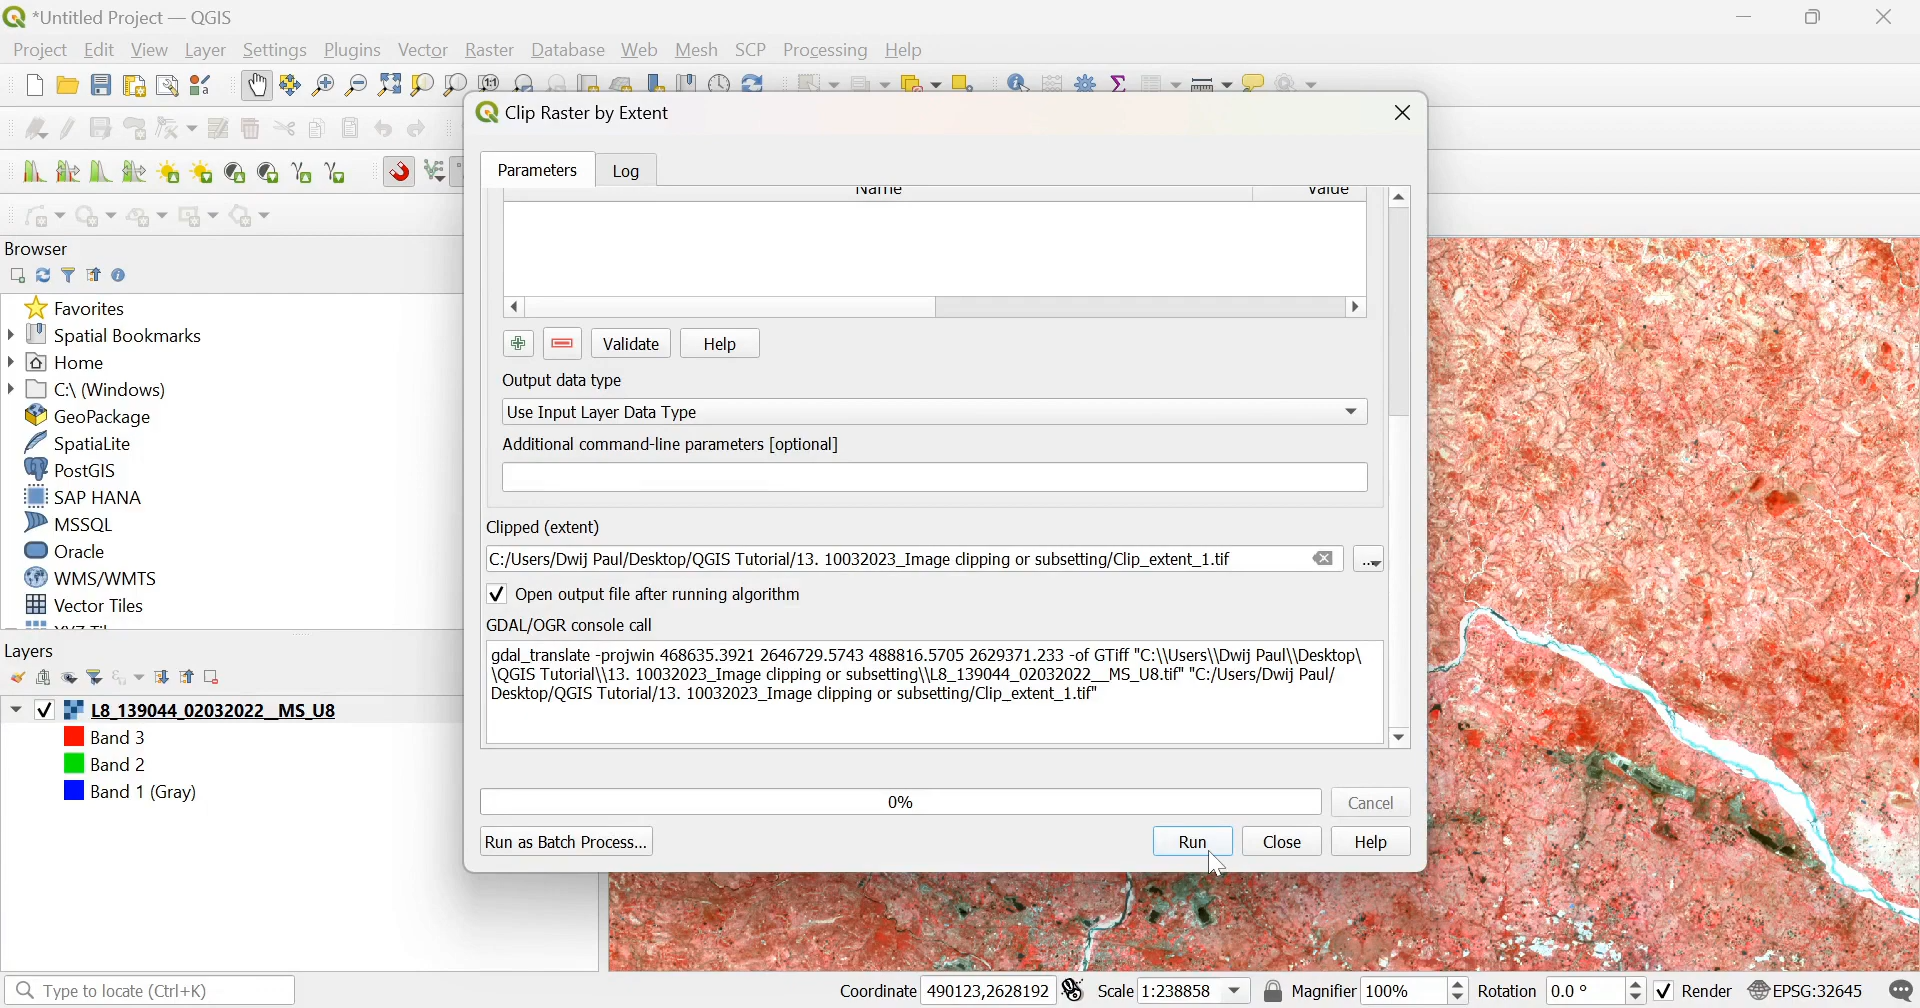 *Untitled Project — QGIS
Project Edit View Layer Settings Plugins Vector Raster Database Web Mesh SCP Processing Help
Clip Raster by Extent
Parameters Log
Name Value
Browser
Favorites
Spatial Bookmarks
Home
C:\ (Windows)
GeoPackage
SpatiaLite
PostGIS
SAP HANA
MSSQL
Oracle
WMS/WMTS
Vector Tiles
Validate Help
Output data type
Use Input Layer Data Type
Additional command-line parameters [optional]
Clipped (extent)
C:/Users/Dwij Paul/Desktop/QGIS Tutorial/13. 10032023_Image clipping or subsetting/Clip_extent_1.tif
...
Open output file after running algorithm
GDAL/OGR console call
gdal_translate -projwin 468635.3921 2646729.5743 488816.5705 2629371.233 -of GTiff "C:\\Users\\Dwij Paul\\Desktop\
\QGIS Tutorial\\13. 10032023_Image clipping or subsetting\\L8_139044_02032022__MS_U8.tif" "C:/Users/Dwij Paul/
Desktop/QGIS Tutorial/13. 10032023_Image clipping or subsetting/Clip_extent_1.tif"
0%
Cancel
Run as Batch Process...
Run Close Help
Layers
L8_139044_02032022__MS_U8
Band 3
Band 2
Band 1 (Gray)
Type to locate (Ctrl+K)
Coordinate 490123,2628192 Scale 1:238858 Magnifier 100% Rotation 0.0 ° Render EPSG:32645